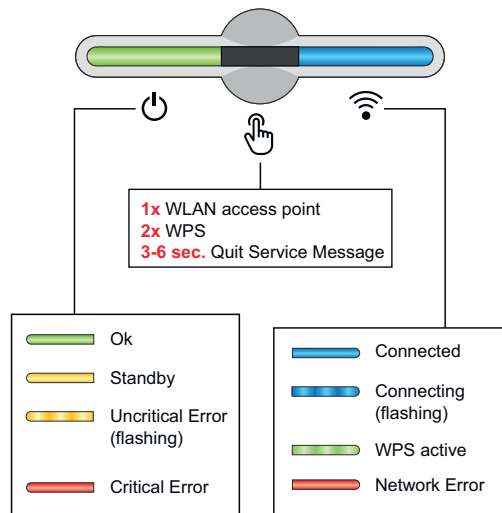 1x WLAN access point
2x WPS
3-6 sec. Quit Service Message
Ok
Standby
Uncritical Error
(flashing)
Critical Error
Connected
Connecting
(flashing)
WPS active
Network Error